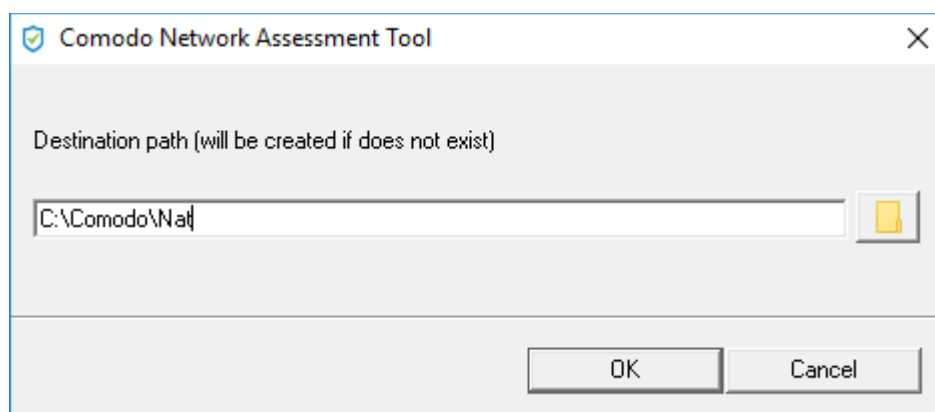 Comodo Network Assessment Tool
Destination path (will be created if does not exist)
C:\Comodo\Nat
OK
Cancel